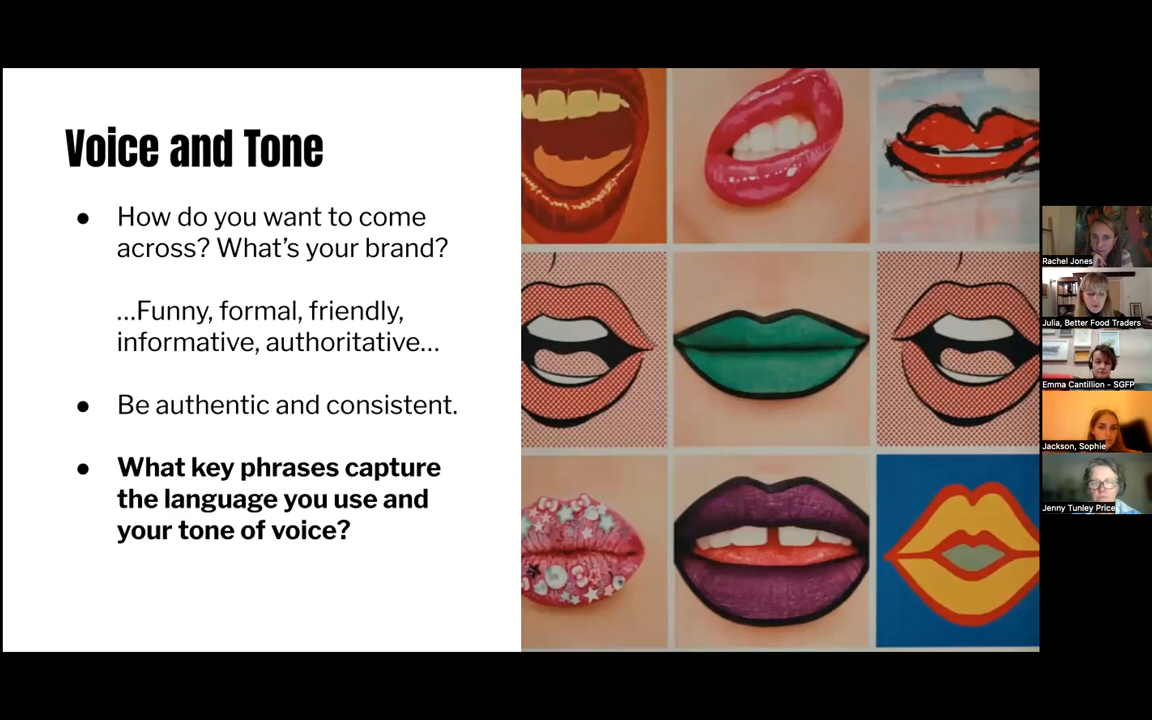 Voice and Tone
● How do you want to come
across? What’s your brand?
...Funny, formal, friendly,
informative, authoritative...
● Be authentic and consistent.
● What key phrases capture
the language you use and
your tone of voice?
Rachel Jones
Julia, Better Food Traders
Emma Cantillion - SGFP
Jackson, Sophie
Jenny Tunley Price